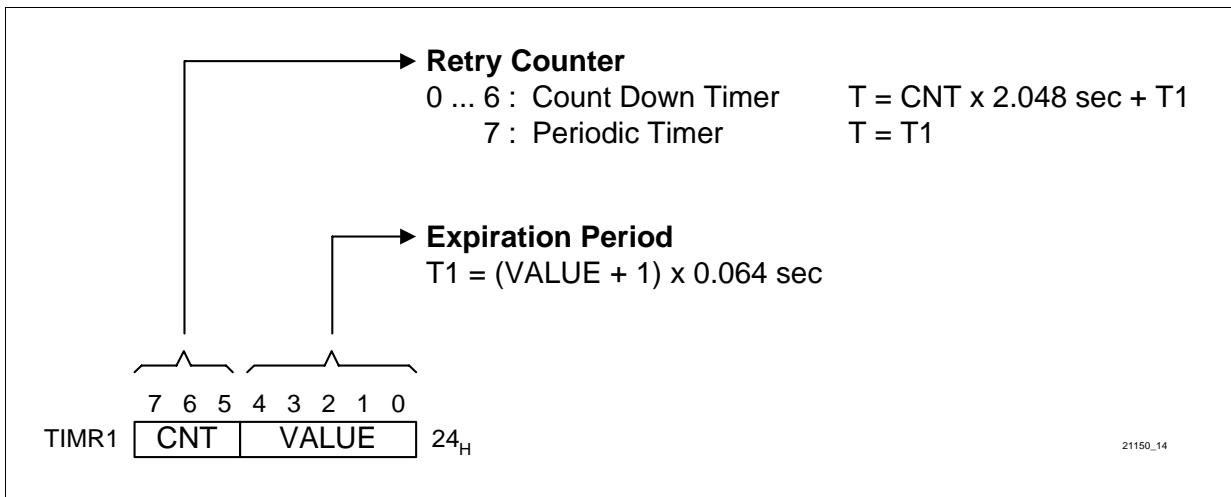 Retry Counter
0 ... 6 : Count Down Timer T = CNT x 2.048 sec + T1
7 : Periodic Timer T = T1
Expiration Period
T1 = (VALUE + 1) x 0.064 sec
7 6 5 4 3 2 1 0
TIMR1 CNT VALUE 24H
21150_14